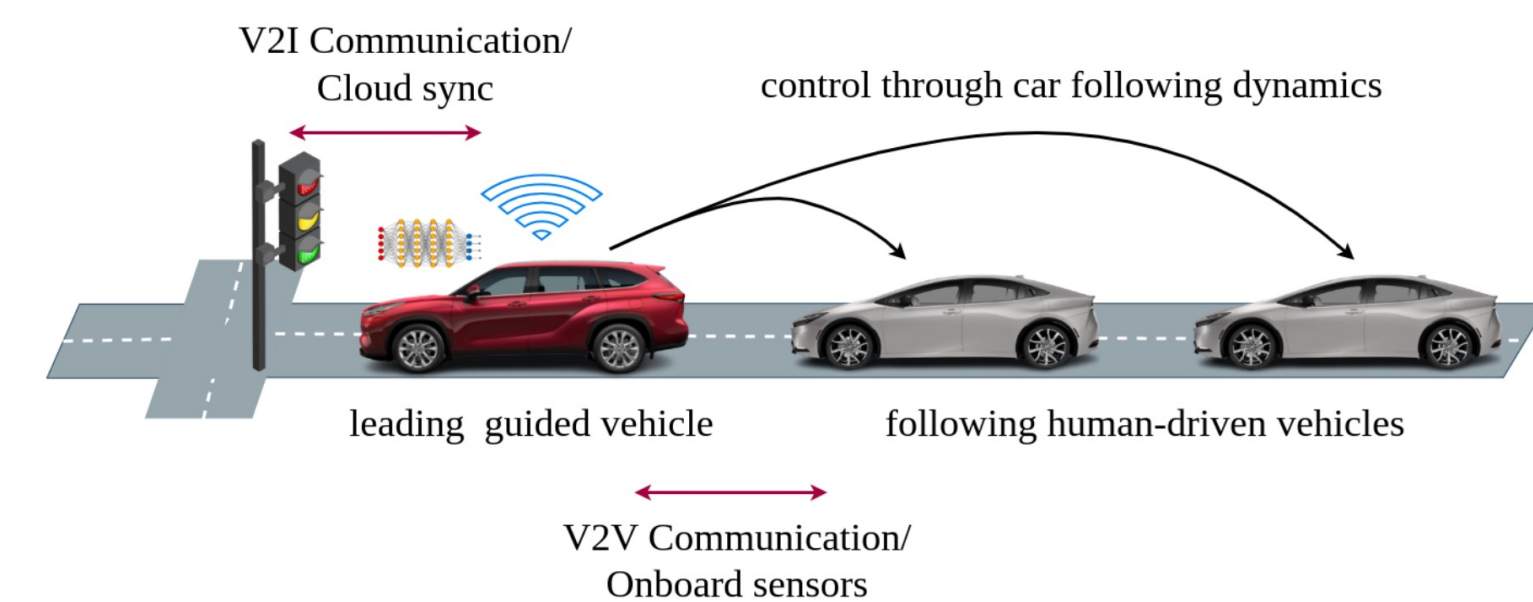 V2I Communication/
Cloud sync
control through car following dynamics
leading guided vehicle
following human-driven vehicles
V2V Communication/
Onboard sensors